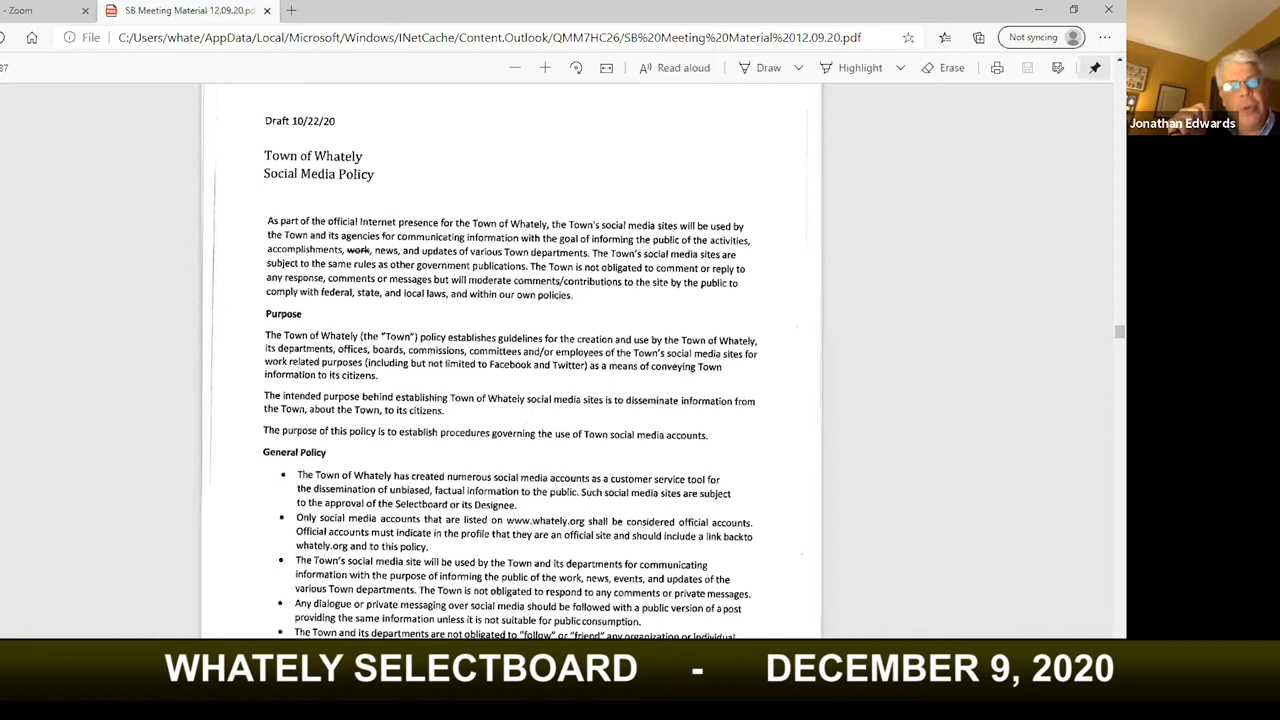 - Zoom
SB Meeting Material 12.09.20.pdf
File
C:/Users/whate/AppData/Local/Microsoft/Windows/INetCache/Content.Outlook/QMM7HC26/SB%20Meeting%20Material%2012.09.20.pdf
Not syncing
87
Read aloud
Draw
Highlight
Erase
Jonathan Edwards
Draft 10/22/20
Town of Whately
Social Media Policy
As part of the official Internet presence for the Town of Whately, the Town's social media sites will be used by
the Town and its agencies for communicating information with the goal of informing the public of the activities,
accomplishments, work, news, and updates of various Town departments. The Town's social media sites are
subject to the same rules as other government publications. The Town is not obligated to comment or reply to
any response, comments or messages but will moderate comments/contributions to the site by the public to
comply with federal, state, and local laws, and within our own policies.
Purpose
The Town of Whately (the "Town") policy establishes guidelines for the creation and use by the Town of Whately,
its departments, offices, boards, commissions, committees and/or employees of the Town's social media sites for
work related purposes (including but not limited to Facebook and Twitter) as a means of conveying Town
information to its citizens.
The intended purpose behind establishing Town of Whately social media sites is to disseminate information from
the Town, about the Town, to its citizens.
The purpose of this policy is to establish procedures governing the use of Town social media accounts.
General Policy
• The Town of Whately has created numerous social media accounts as a customer service tool for
the dissemination of unbiased, factual information to the public. Such social media sites are subject
to the approval of the Selectboard or its Designee.
• Only social media accounts that are listed on www.whately.org shall be considered official accounts.
Official accounts must indicate in the profile that they are an official site and should include a link backto
whately.org and to this policy.
• The Town's social media site will be used by the Town and its departments for communicating
information with the purpose of informing the public of the work, news, events, and updates of the
various Town departments. The Town is not obligated to respond to any comments or private messages.
• Any dialogue or private messaging over social media should be followed with a public version of a post
providing the same information unless it is not suitable for public consumption.
• The Town and its departments are not obligated to "follow" or "friend" any organization or individual
WHATELY SELECTBOARD - DECEMBER 9, 2020